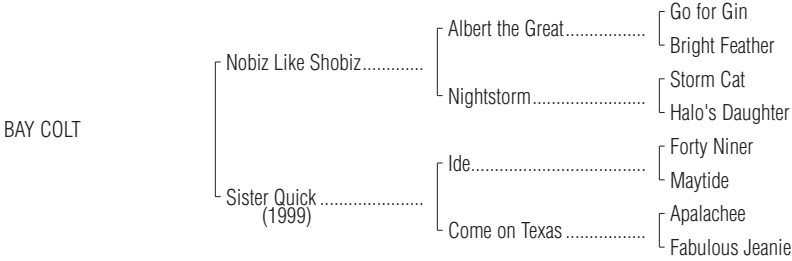 Go for Gin
Albert the Great.................
Bright Feather
Nobiz Like Shobiz.............
Storm Cat
Nightstorm........................
Halo's Daughter
BAY COLT
Forty Niner
Ide.....................................
Maytide
Sister Quick ......................
(1999)
Apalachee
Come on Texas .................
Fabulous Jeanie